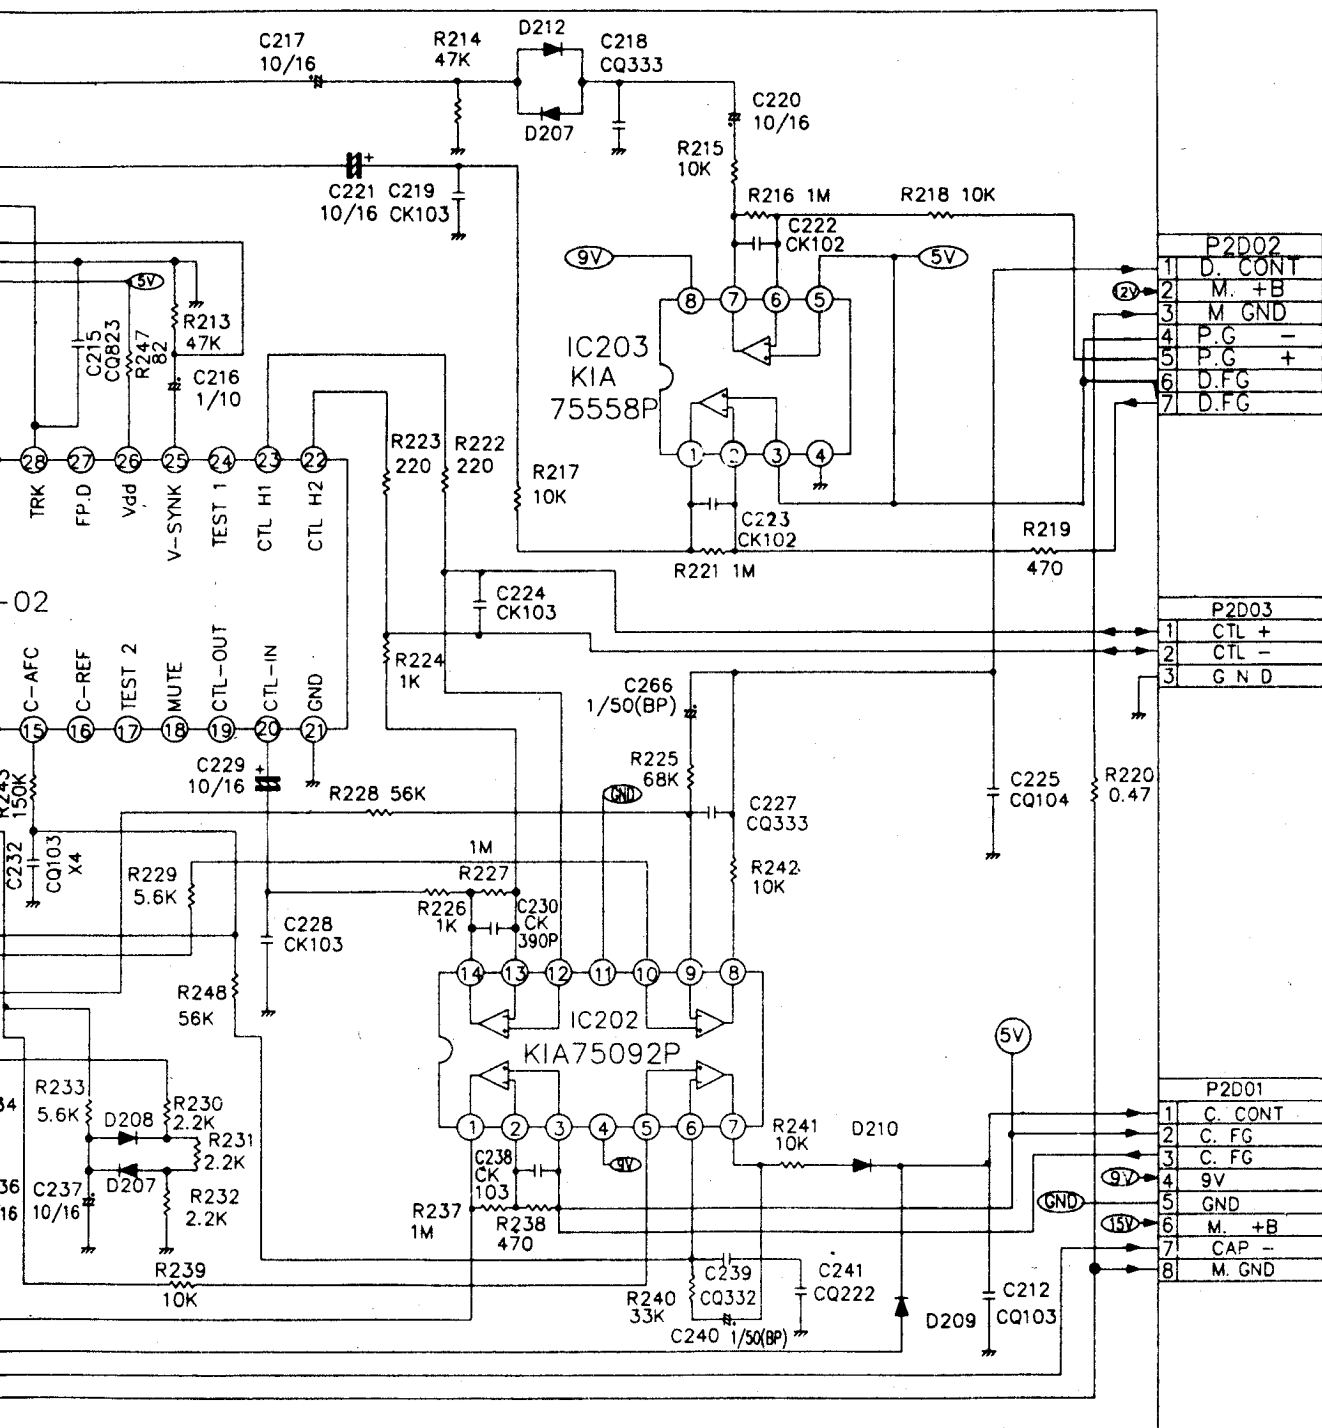 C217
10/16
R214
47K
D212
C218
CQ333
D207
C220
10/16
R215
10K
C221
10/16
C219
CK103
R216 1M
R218 10K
C222
CK102
9V
5V
8
7
6
5
IC203
KIA
75558P
1
2
3
4
P2D02
1 D. CONT
12V
2 M. +B
3 M GND
4 P.G -
5 P.G +
6 D.FG
7 D.FG
5V
C215
CQ823
R247
82
R213
47K
C216
1/10
R223
220
R222
220
R217
10K
C223
CK102
R221 1M
R219
470
28
27
26
25
24
23
22
TRK
FP.D
Vdd
V-SYNK
TEST 1
CTL H1
CTL H2
-02
C-AFC
C-REF
TEST 2
MUTE
CTL-OUT
CTL-IN
GND
15
16
17
18
19
20
21
C224
CK103
R224
1K
P2D03
1 CTL +
2 CTL -
3 G N D
C266
1/50(BP)
R225
68K
C229
10/16
R228 56K
GND
C227
CQ333
C225
CQ104
R220
0.47
R243
150K
C232
CQ103
X4
R229
5.6K
1M
R227
R226
1K
C230
CK
390P
R242
10K
C228
CK103
R248
56K
14
13
12
11
10
9
8
IC202
KIA75092P
1
2
3
4
5
6
7
5V
34
R233
5.6K
D208
R230
2.2K
R231
2.2K
D207
R232
2.2K
36
16
C237
10/16
C238
CK
103
9V
R241
10K
D210
R237
1M
R238
470
R239
10K
C239
CQ332
C241
CQ222
R240
33K
C240 1/50(BP)
D209
C212
CQ103
P2D01
1 C. CONT
2 C. FG
3 C. FG
9V
4 9V
GND
5 GND
15V
6 M. +B
7 CAP -
8 M. GND